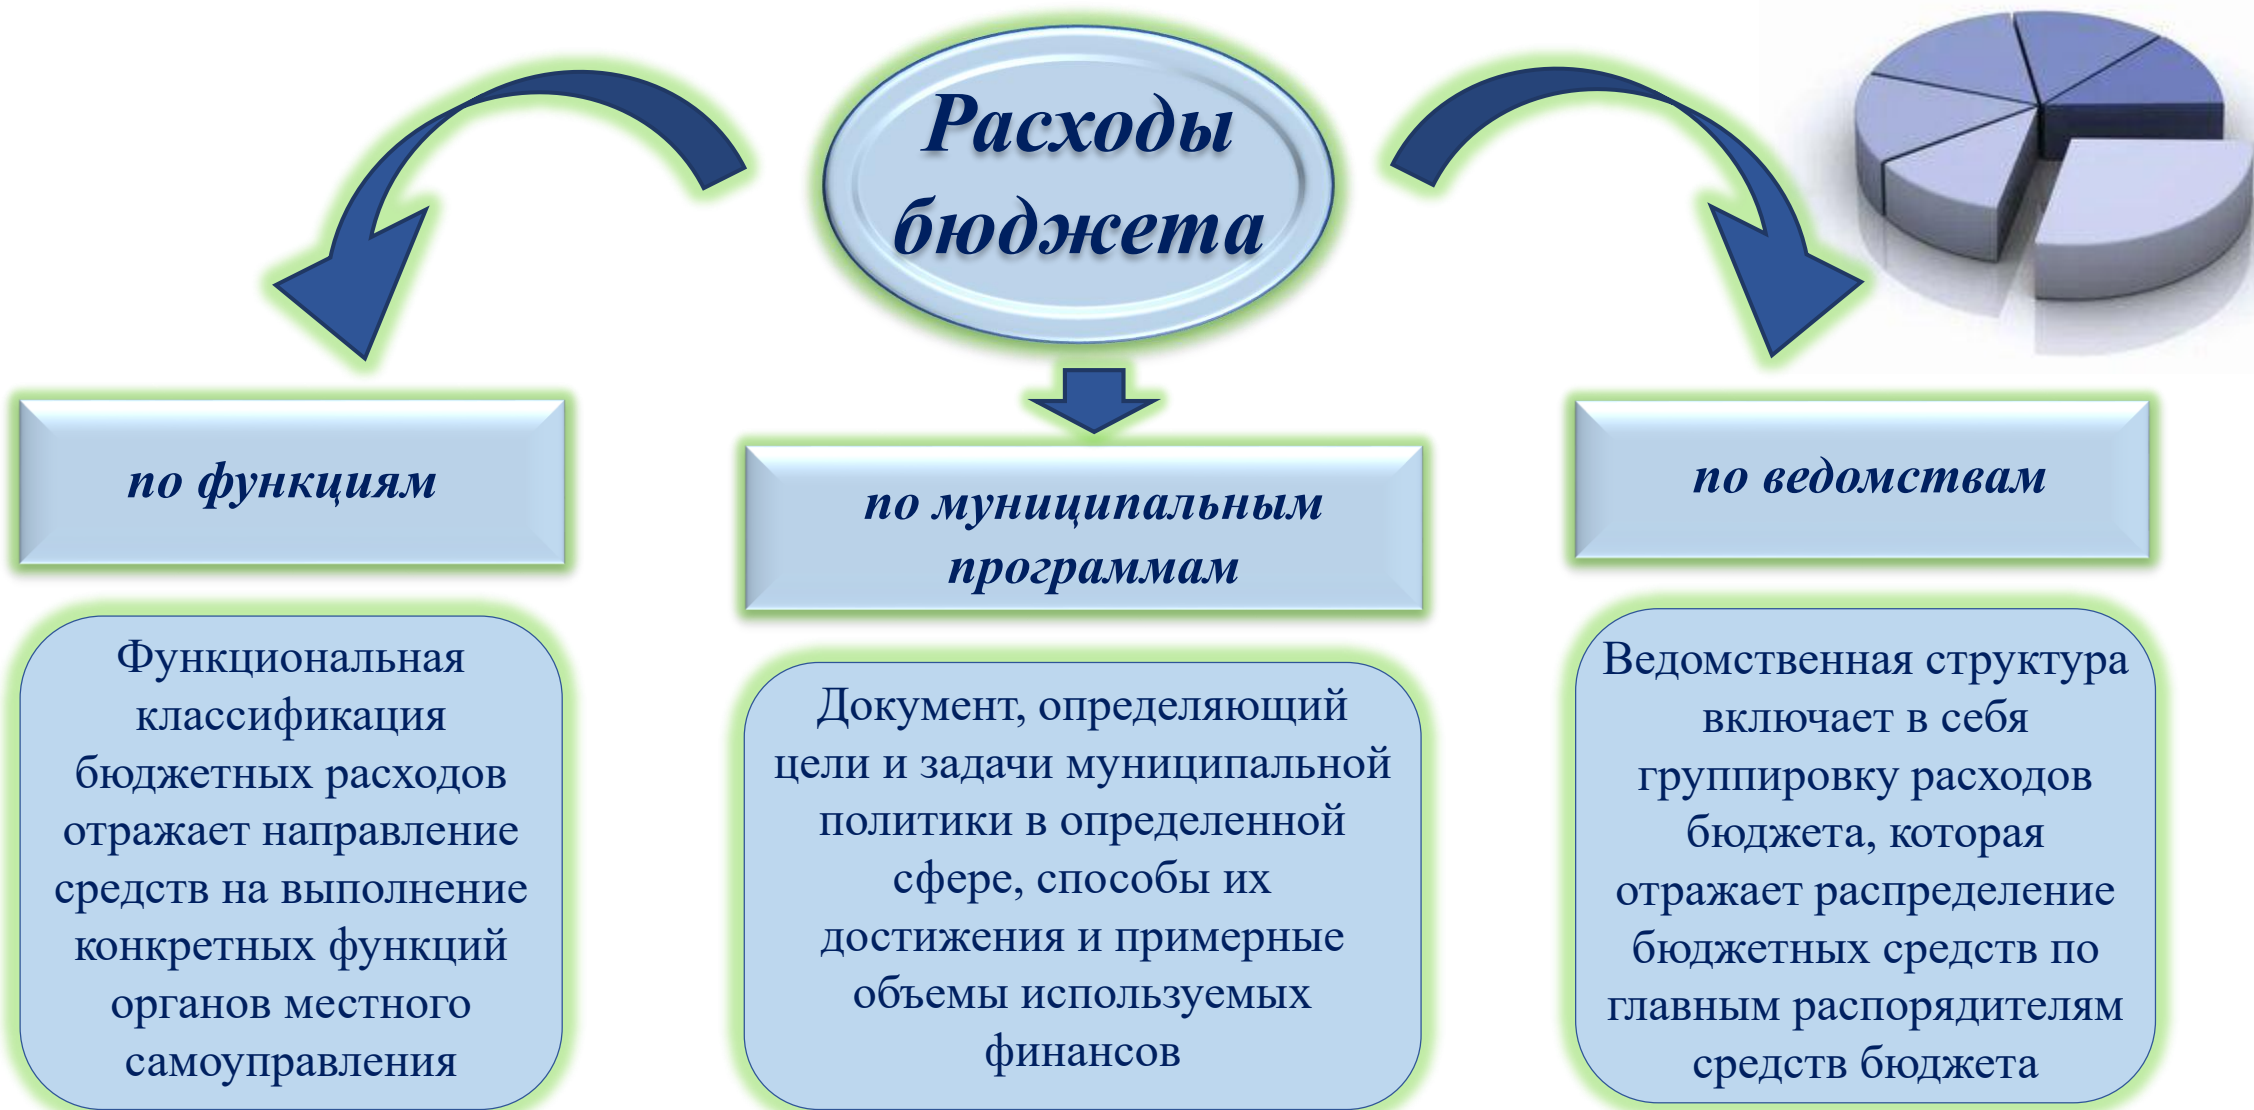 Расходы
бюджета
по функциям
Функциональная
классификация
бюджетных расходов
отражает направление
средств на выполнение
конкретных функций
органов местного
самоуправления
по муниципальным
программам
Документ, определяющий
цели и задачи муниципальной
политики в определенной
сфере, способы их
достижения и примерные
объемы используемых
финансов
по ведомствам
Ведомственная структура
включает в себя
группировку расходов
бюджета, которая
отражает распределение
бюджетных средств по
главным распорядителям
средств бюджета